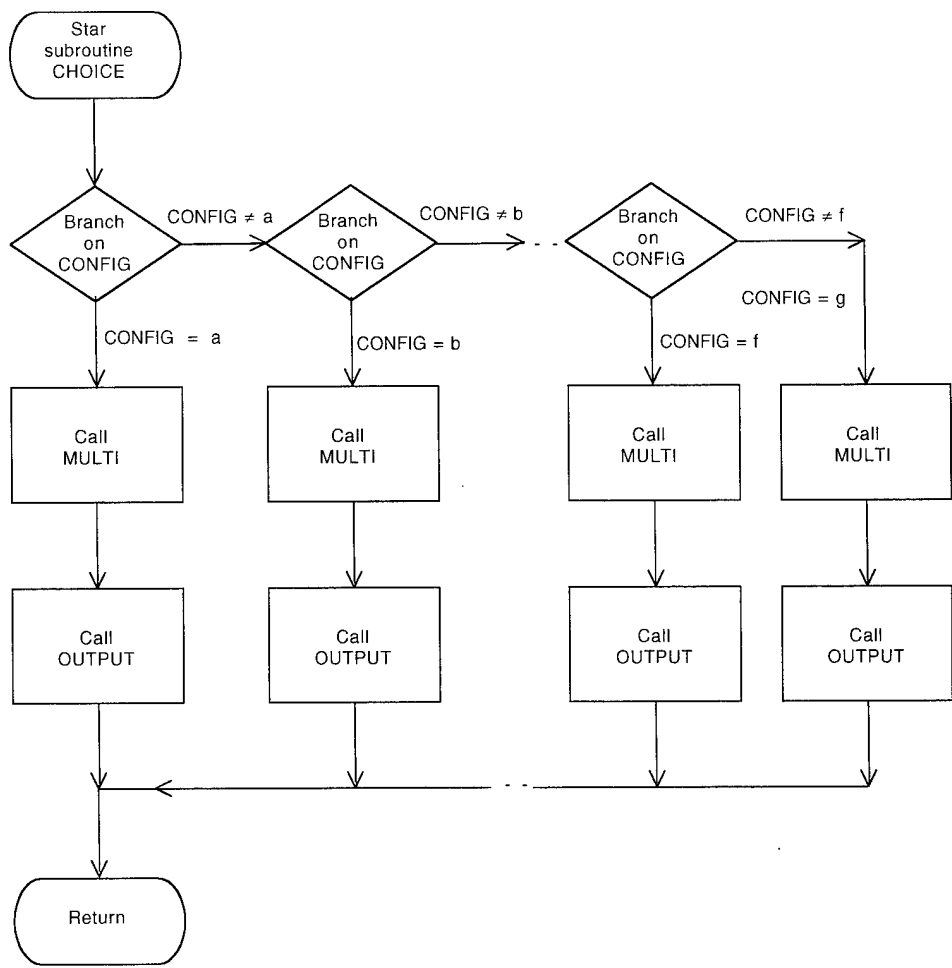 Star
subroutine
CHOICE
Branch
on
CONFIG
CONFIG ≠ a
Branch
on
CONFIG
CONFIG ≠ b
Branch
on
CONFIG
CONFIG ≠ f
CONFIG = g
CONFIG = a
CONFIG = b
CONFIG = f
Call
MULTI
Call
MULTI
Call
MULTI
Call
MULTI
Call
OUTPUT
Call
OUTPUT
Call
OUTPUT
Call
OUTPUT
Return